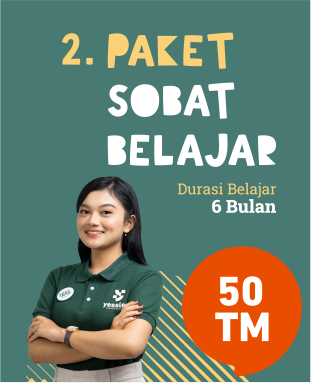 2. PAKET
SOBAT
BELAJAR
Durasi Belajar
6 Bulan
50
TM